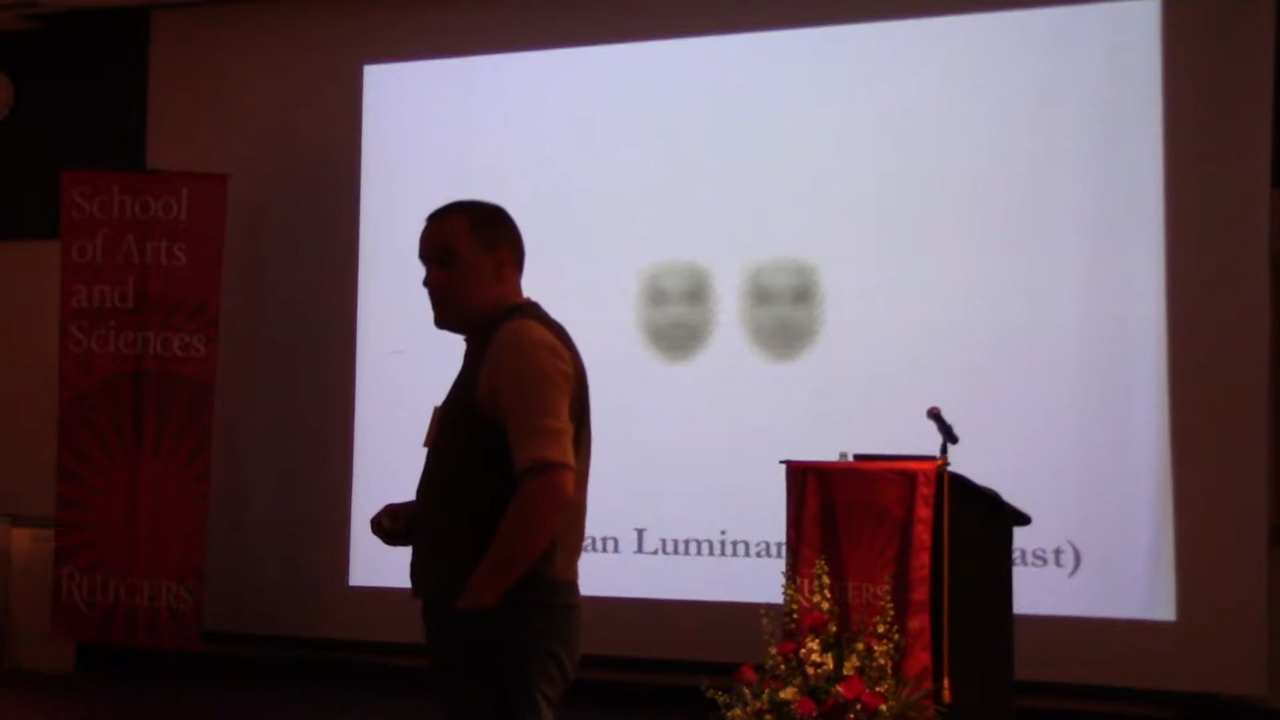 School
of Arts
and
Sciences
RUTGERS
an Luminan
ast)
RUTGERS